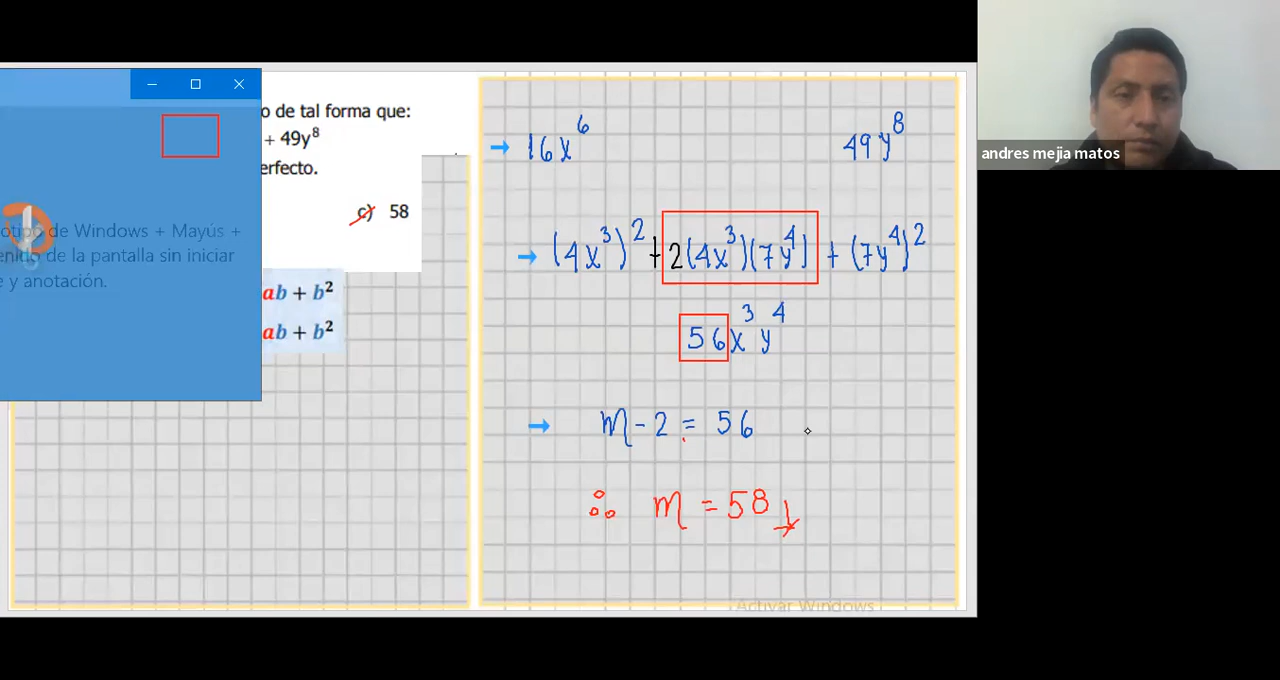 o de tal forma que:
+ 49y⁸
erfecto.
c) 58
de Windows + Mayús +
de la pantalla sin iniciar
e y anotación.
ab + b²
ab + b²
→ 16x⁶ 49y⁸
→ (4x³)² + 2(4x³)(7y⁴) + (7y⁴)²
56x³y⁴
→ m - 2 = 56
∴ m = 58
Activar Windows
andres mejia matos